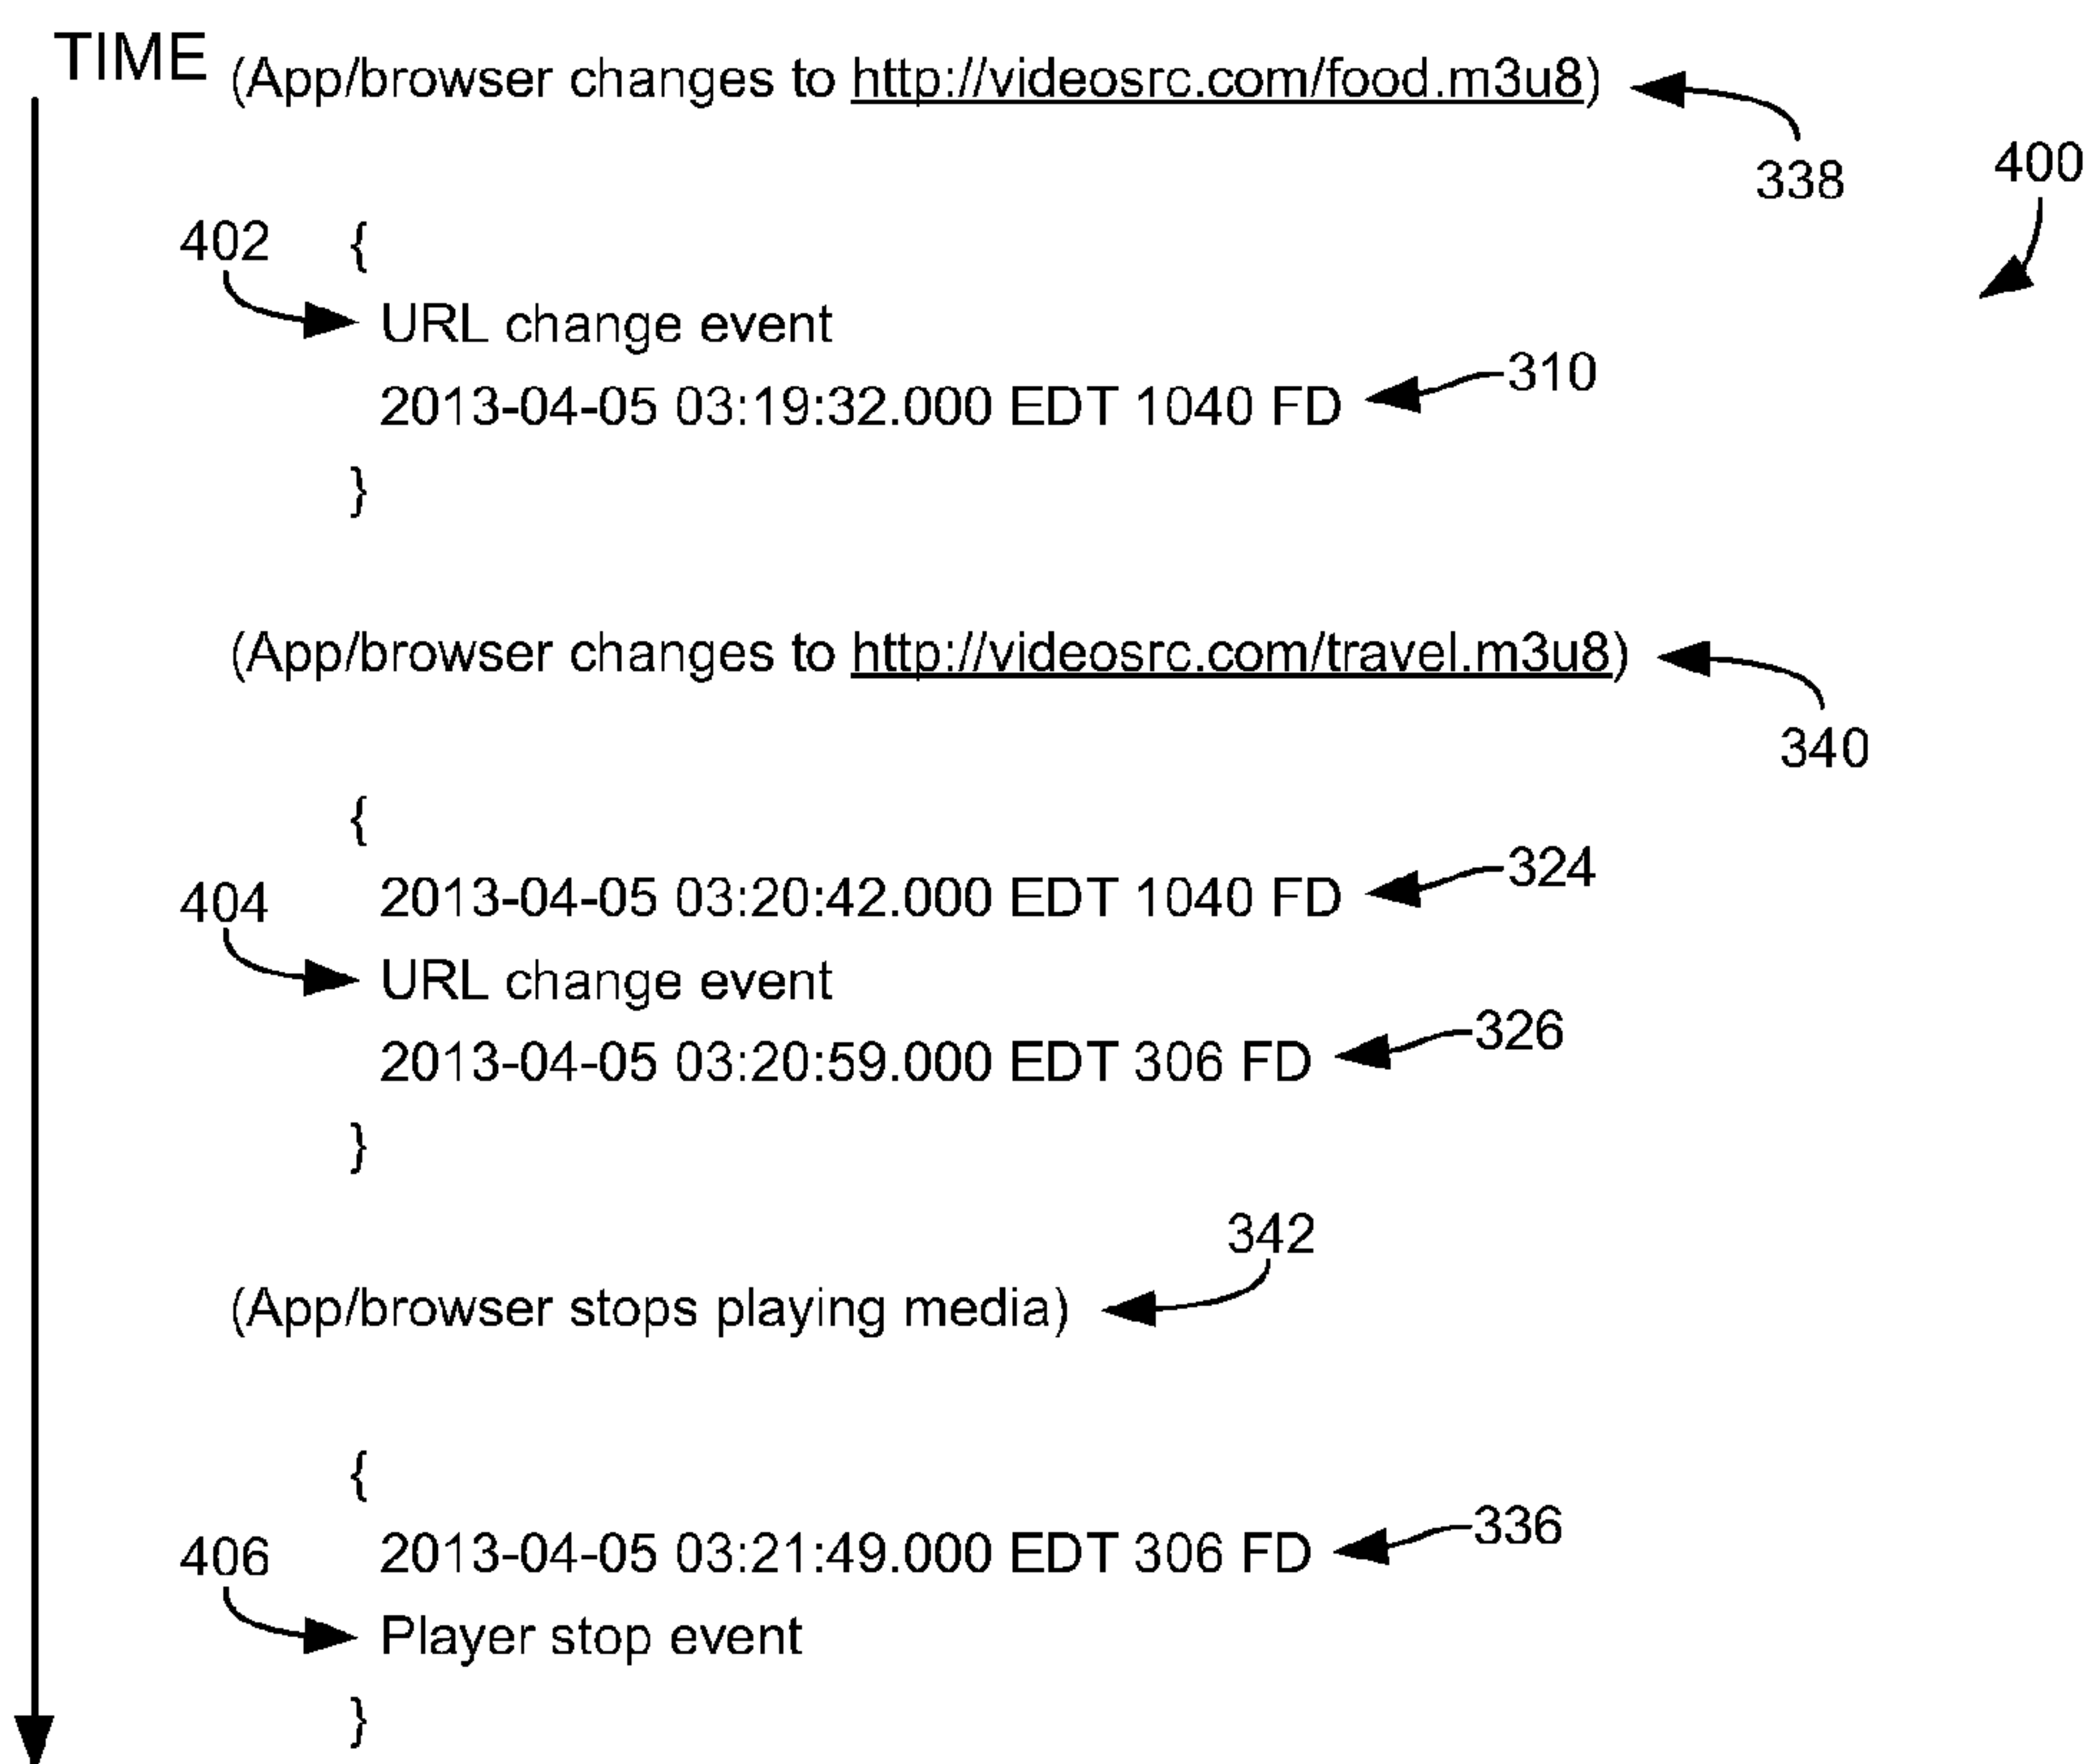 TIME (App/browser changes to http://videosrc.com/food.m3u8)
338
400
402 {
URL change event
310
2013-04-05 03:19:32.000 EDT 1040 FD
}
(App/browser changes to http://videosrc.com/travel.m3u8)
340
{
324
404 2013-04-05 03:20:42.000 EDT 1040 FD
URL change event
326
2013-04-05 03:20:59.000 EDT 306 FD
}
342
(App/browser stops playing media)
{
336
406 2013-04-05 03:21:49.000 EDT 306 FD
Player stop event
}